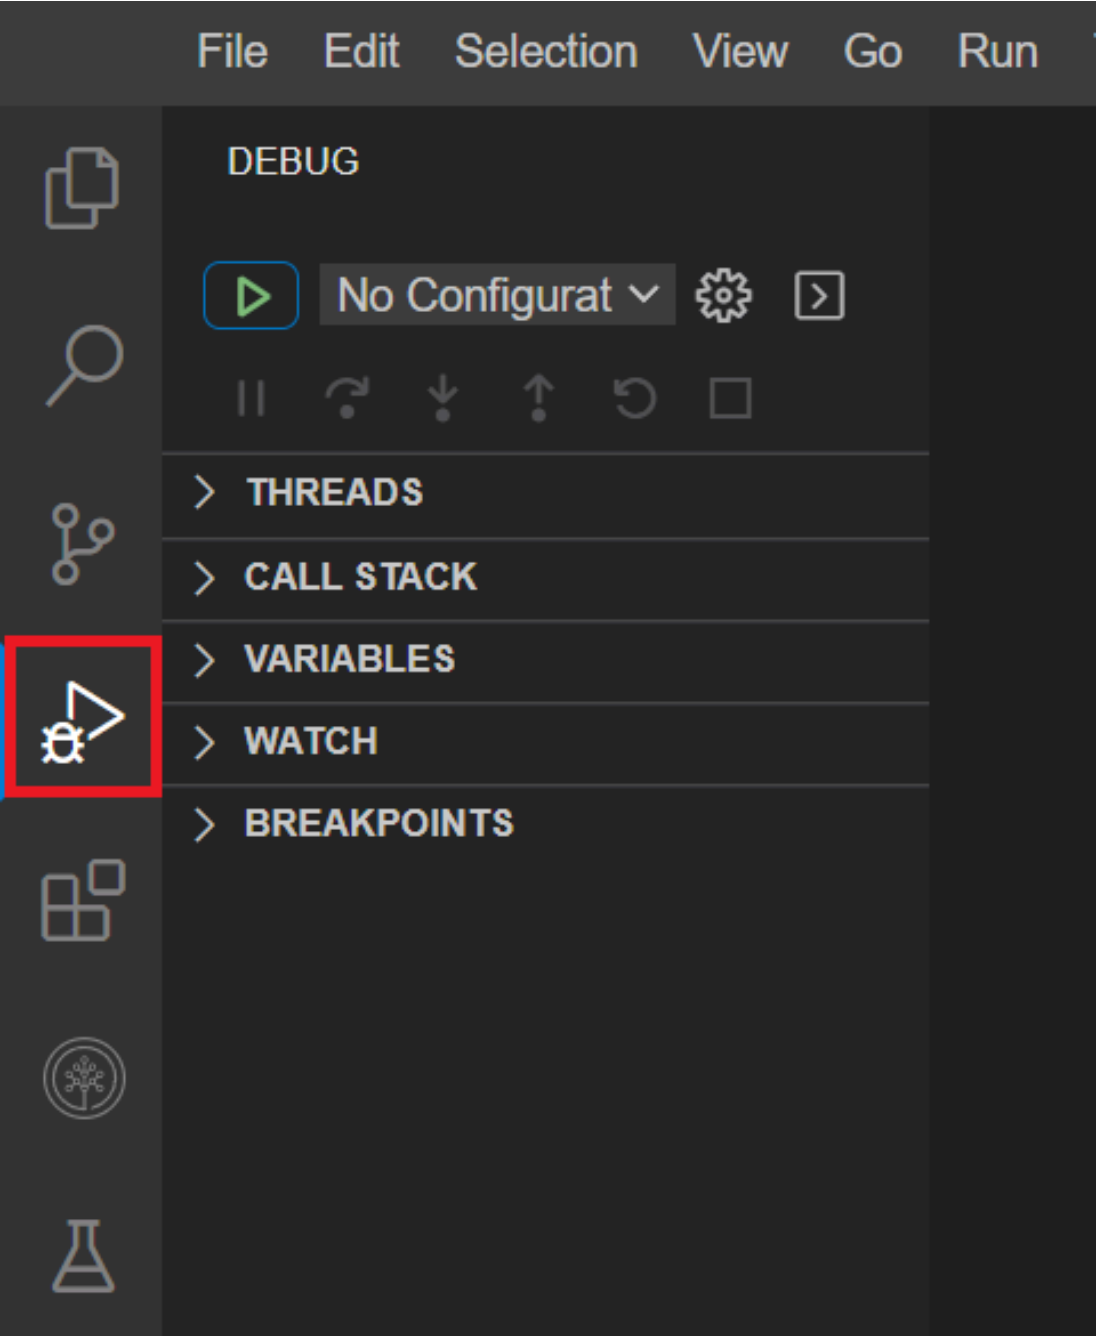 File Edit Selection View Go Run
DEBUG
No Configurat
THREADS
CALL STACK
VARIABLES
WATCH
BREAKPOINTS